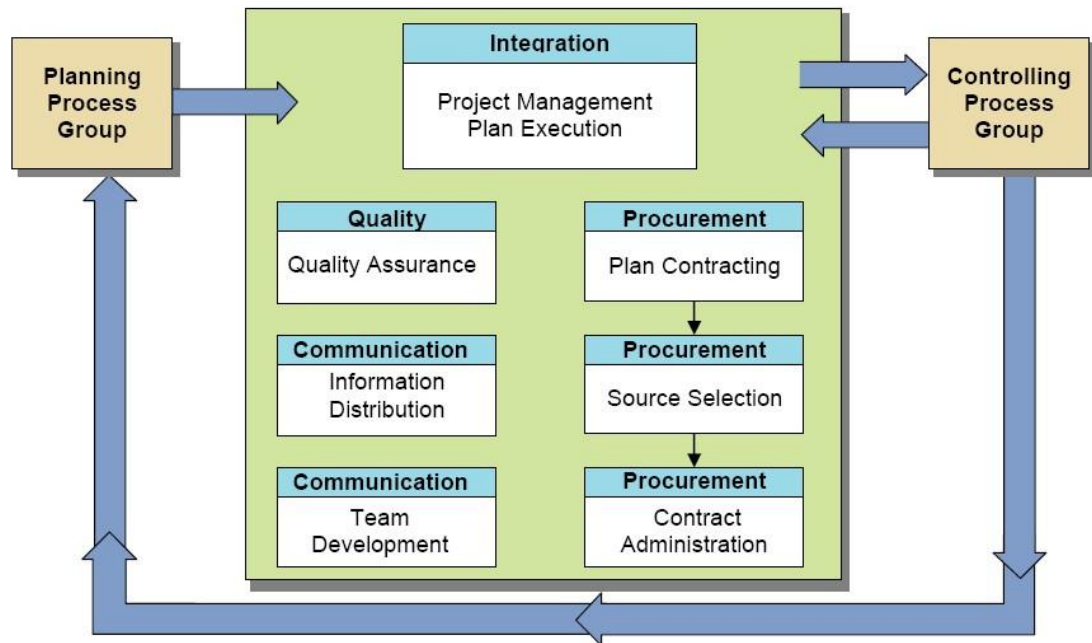 Planning
Process
Group
Integration
Project Management
Plan Execution
Controlling
Process
Group
Quality
Quality Assurance
Procurement
Plan Contracting
Communication
Information
Distribution
Procurement
Source Selection
Communication
Team
Development
Procurement
Contract
Administration